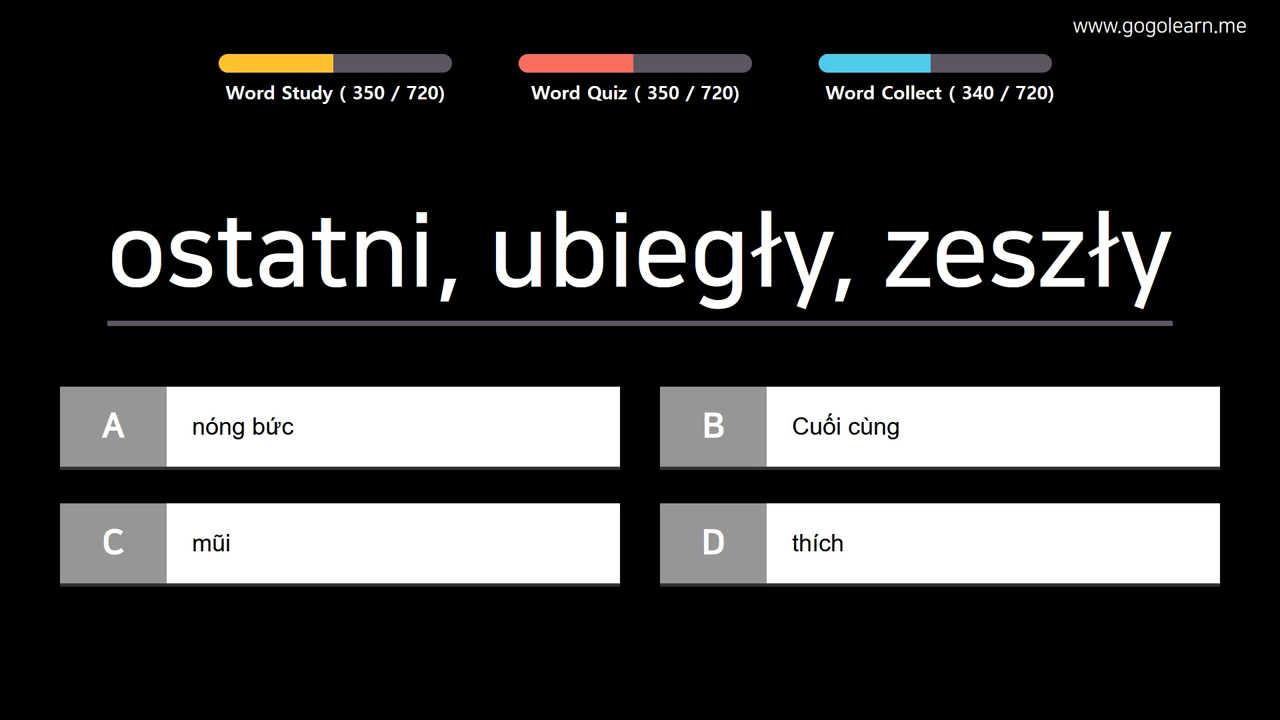 www.gogolearn.me
Word Study ( 350 / 720)
Word Quiz ( 350 / 720)
Word Collect ( 340 / 720)
ostatni, ubiegły, zeszły
A nóng bức
B Cuối cùng
C mũi
D thích